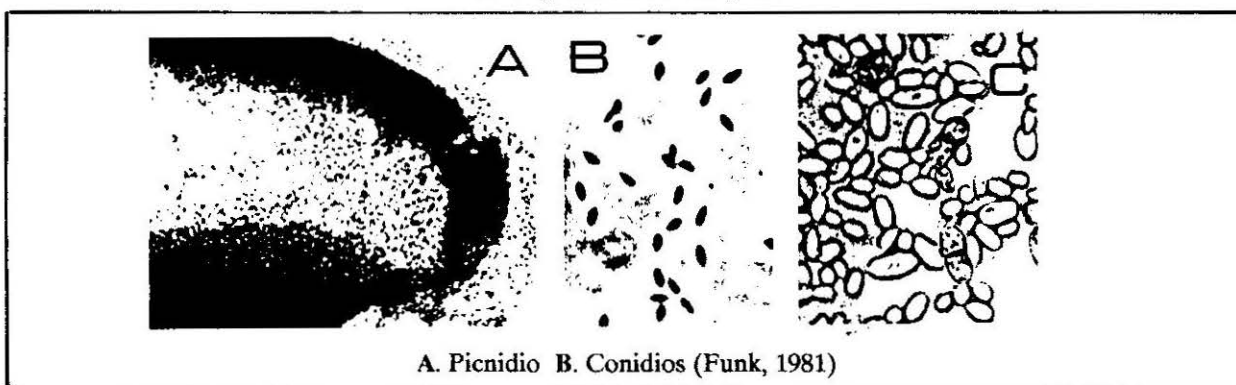 A B C
A. Picnidio B. Conidios (Funk, 1981)